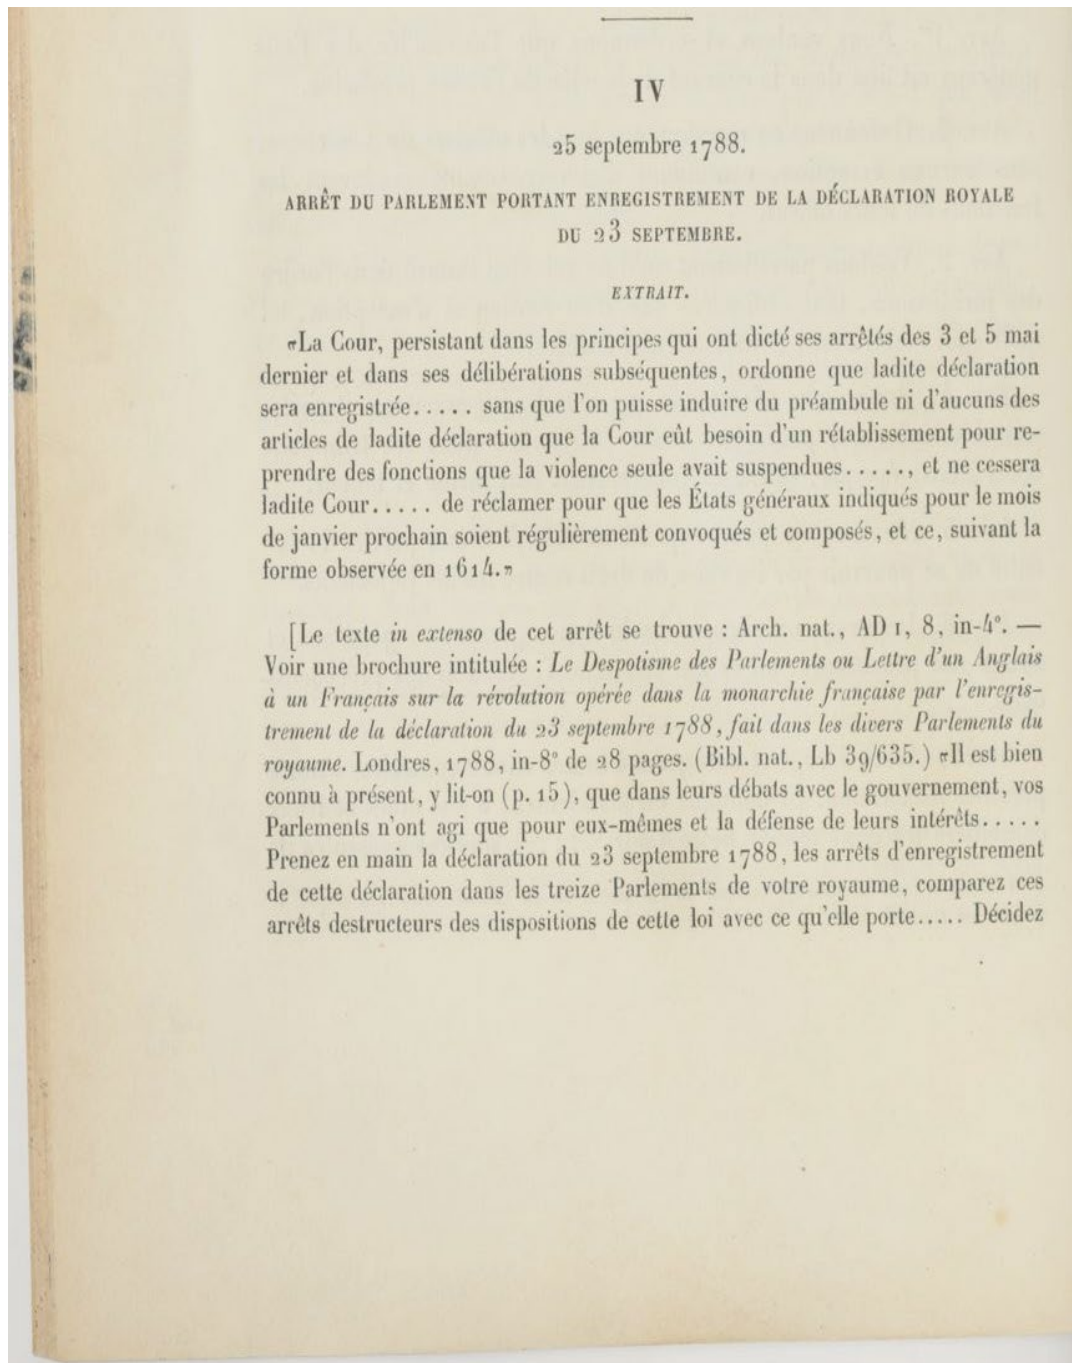 IV
25 septembre 1788.
ARRÊT DU PARLEMENT PORTANT ENREGISTREMENT DE LA DÉCLARATION ROYALE
DU 23 SEPTEMBRE.
EXTRAIT.
«La Cour, persistant dans les principes qui ont dicté ses arrêtés des 3 et 5 mai
dernier et dans ses délibérations subséquentes, ordonne que ladite déclaration
sera enregistrée..... sans que l'on puisse induire du préambule ni d'aucuns des
articles de ladite déclaration que la Cour eût besoin d'un rétablissement pour re-
prendre des fonctions que la violence seule avait suspendues....., et ne cessera
ladite Cour..... de réclamer pour que les États généraux indiqués pour le mois
de janvier prochain soient régulièrement convoqués et composés, et ce, suivant la
forme observée en 1614.»
[Le texte in extenso de cet arrêt se trouve : Arch. nat., AD I, 8, in-4°. —
Voir une brochure intitulée : Le Despotisme des Parlements ou Lettre d'un Anglais
à un Français sur la révolution opérée dans la monarchie française par l'enregis-
trement de la déclaration du 23 septembre 1788, fait dans les divers Parlements du
royaume. Londres, 1788, in-8° de 28 pages. (Bibl. nat., Lb 39/635.) «Il est bien
connu à présent, y lit-on (p. 15), que dans leurs débats avec le gouvernement, vos
Parlements n'ont agi que pour eux-mêmes et la défense de leurs intérêts.....
Prenez en main la déclaration du 23 septembre 1788, les arrêts d'enregistrement
de cette déclaration dans les treize Parlements de votre royaume, comparez ces
arrêts destructeurs des dispositions de cette loi avec ce qu'elle porte..... Décidez